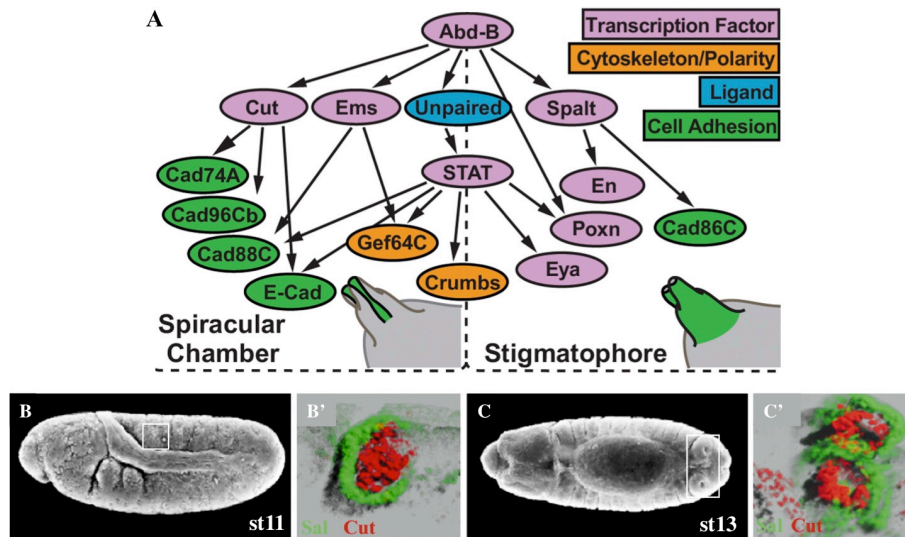 A
Abd-B
Transcription Factor
Cytoskeleton/Polarity
Ligand
Cell Adhesion
Cut
Ems
Unpaired
Spalt
Cad74A
STAT
En
Cad96Cb
Poxn
Cad86C
Cad88C
Gef64C
Eya
E-Cad
Crumbs
Spiracular
Chamber
Stigmatophore
B
B’
C
C’
st11
Sal Cut
st13
Sal Cut